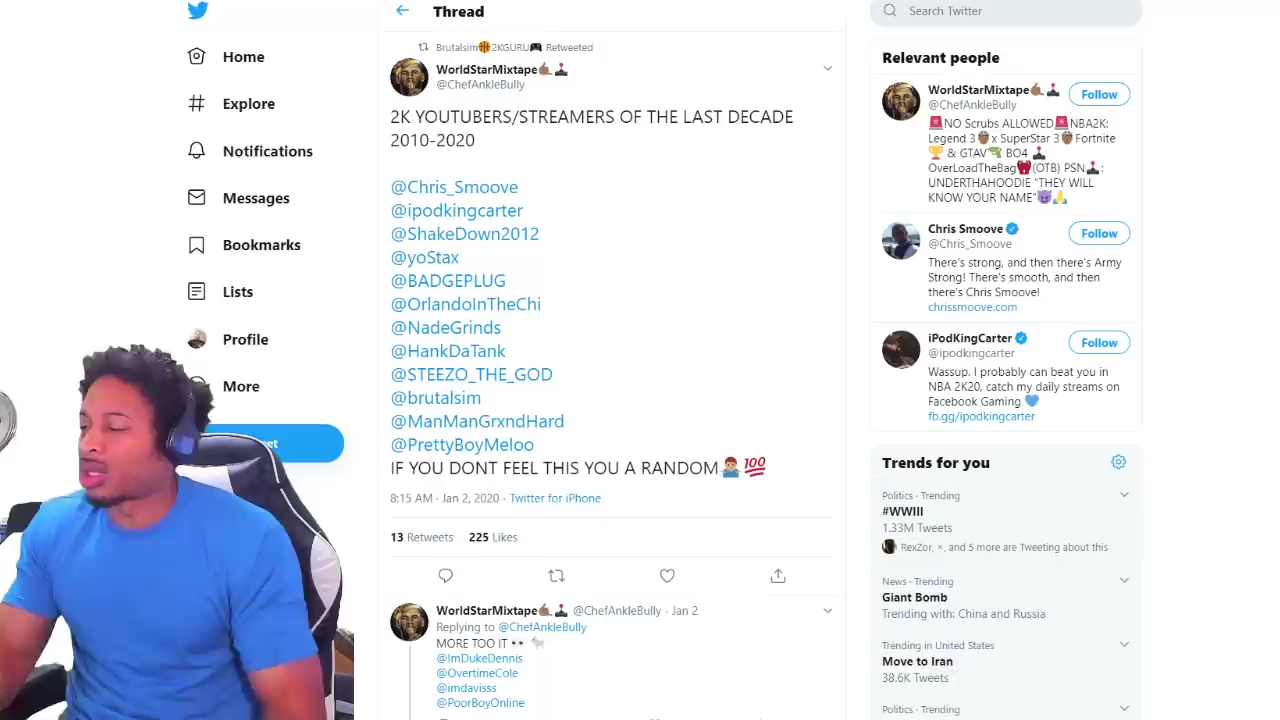 Home
Explore
Notifications
Messages
Bookmarks
Lists
Profile
More
Thread
Brutalsim🏀2KGURU🎮 Retweeted
WorldStarMixtape🤙🏾🕹
@ChefAnkleBully
2K YOUTUBERS/STREAMERS OF THE LAST DECADE
2010-2020
@Chris_Smoove
@ipodkingcarter
@ShakeDown2012
@yoStax
@BADGEPLUG
@OrlandoInTheChi
@NadeGrinds
@HankDaTank
@STEEZO_THE_GOD
@brutalsim
@ManManGrxndHard
@PrettyBoyMeloo
IF YOU DONT FEEL THIS YOU A RANDOM🤷🏽‍♂️💯
8:15 AM · Jan 2, 2020 · Twitter for iPhone
13 Retweets 225 Likes
WorldStarMixtape🤙🏾🕹 @ChefAnkleBully · Jan 2
Replying to @ChefAnkleBully
MORE TOO IT 👀 🐐
@ImDukeDennis
@OvertimeCole
@imdavisss
@PoorBoyOnline
Search Twitter
Relevant people
WorldStarMixtape🤙🏾🕹
@ChefAnkleBully
Follow
🚨NO Scrubs ALLOWED🚨NBA2K:
Legend 3👴🏾x SuperStar 3👴🏾Fortnite
🏆 & GTAV🔫 BO4 🕹
OverLoadTheBag🎒(OTB) PSN🕹:
UNDERTHAHOODIE "THEY WILL
KNOW YOUR NAME"😈🙏
Chris Smoove
@Chris_Smoove
Follow
There's strong, and then there's Army
Strong! There's smooth, and then
there's Chris Smoove!
chrissmoove.com
iPodKingCarter
@ipodkingcarter
Follow
Wassup. I probably can beat you in
NBA 2K20, catch my daily streams on
Facebook Gaming 💙
fb.gg/ipodkingcarter
Trends for you
Politics · Trending
#WWIII
1.33M Tweets
RexZor, ×, and 5 more are Tweeting about this
News · Trending
Giant Bomb
Trending with: China and Russia
Trending in United States
Move to Iran
38.6K Tweets
Politics · Trending